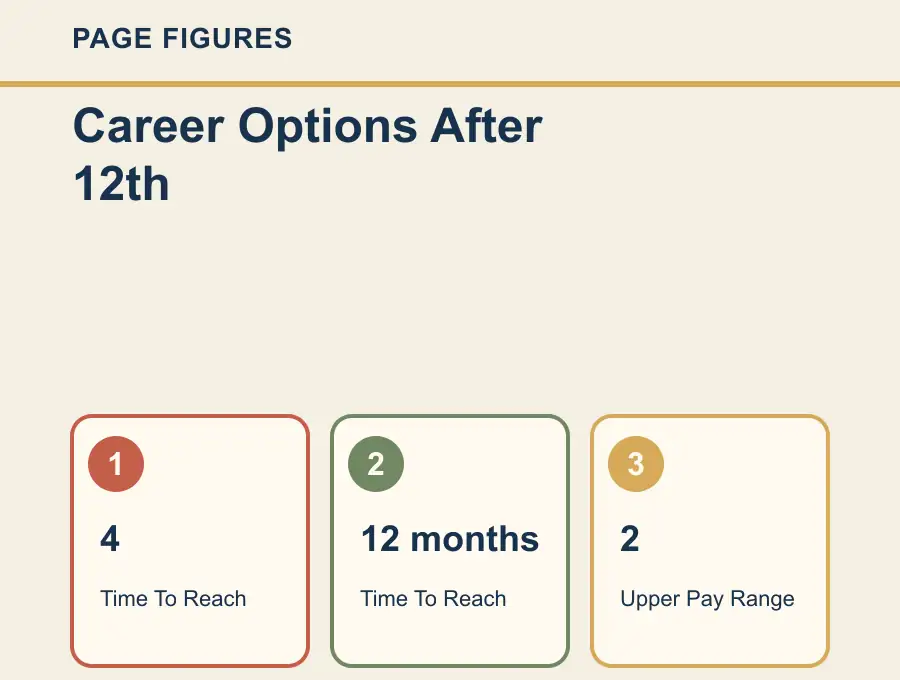 PAGE FIGURES
Career Options After
12th
1
4
Time To Reach
2
12 months
Time To Reach
3
2
Upper Pay Range